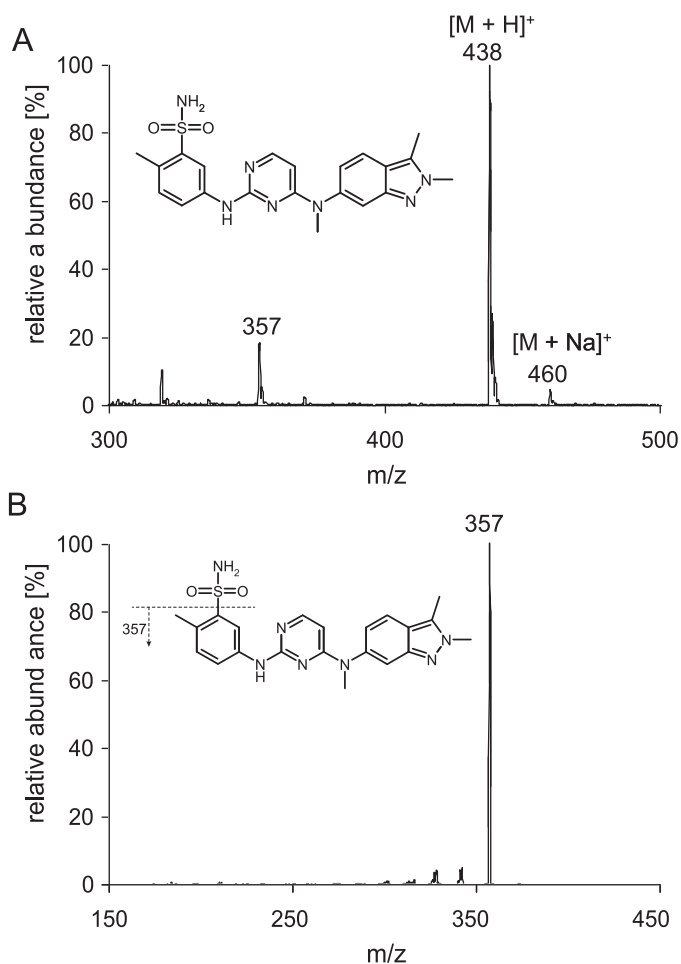 A
[M + H]⁺
438
100
80
60
40
20
0
relative a bundance [%]
NH₂
O=S=O
N
N
N
H
N
N
N
357
[M + Na]⁺
460
300
400
500
m/z
B
357
100
80
60
40
20
0
relative abund ance [%]
NH₂
O=S=O
357
N
N
N
H
N
N
N
150
250
350
450
m/z